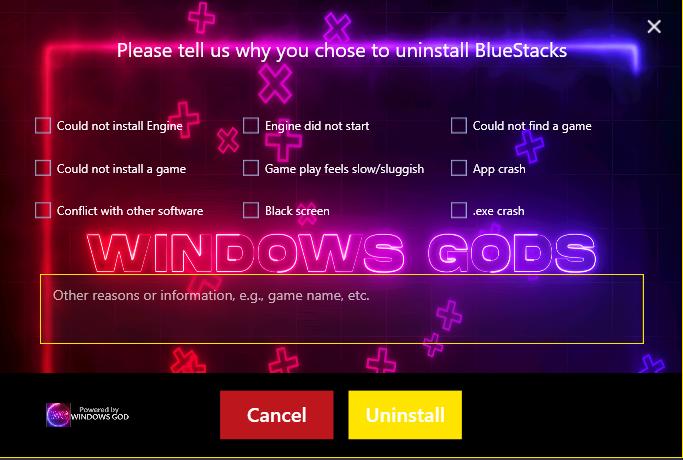 Please tell us why you chose to uninstall BlueStacks
Could not install Engine
Engine did not start
Could not find a game
Could not install a game
Game play feels slow/sluggish
App crash
Conflict with other software
Black screen
.exe crash
WINDOWS GODS
Other reasons or information, e.g., game name, etc.
Powered by
WINDOWS GOD
Cancel
Uninstall